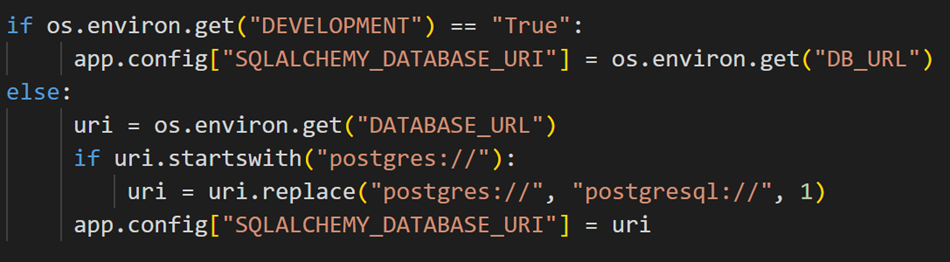 if os.environ.get("DEVELOPMENT") == "True":
    app.config["SQLALCHEMY_DATABASE_URI"] = os.environ.get("DB_URL")
else:
    uri = os.environ.get("DATABASE_URL")
    if uri.startswith("postgres://"):
        uri = uri.replace("postgres://", "postgresql://", 1)
    app.config["SQLALCHEMY_DATABASE_URI"] = uri